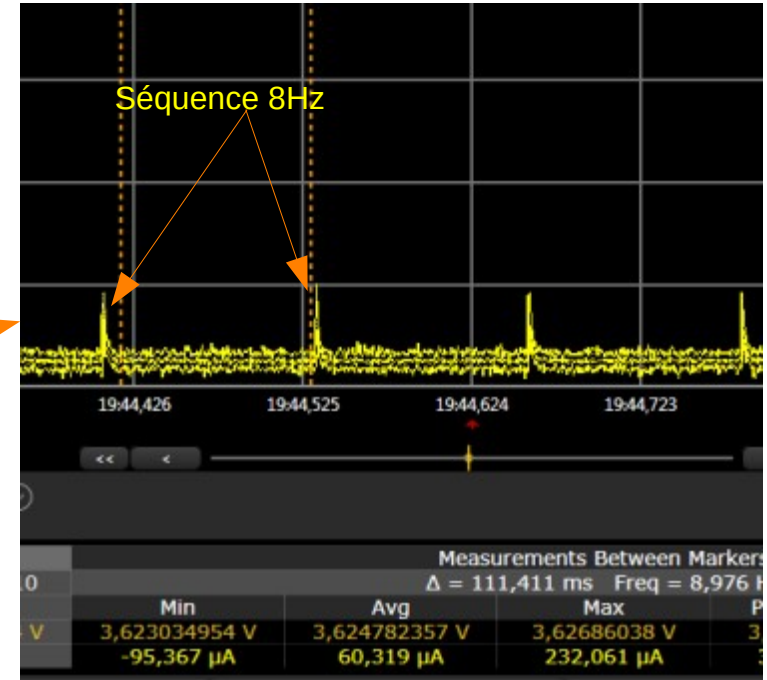 Séquence 8Hz
19:44,426 19:44,525 19:44,624 19:44,723
<< <
Measurements Between Markers
.0 Δ = 111,411 ms Freq = 8,976 H
Min Avg Max P
V 3,623034954 V 3,624782357 V 3,62686038 V 3,
-95,367 µA 60,319 µA 232,061 µA